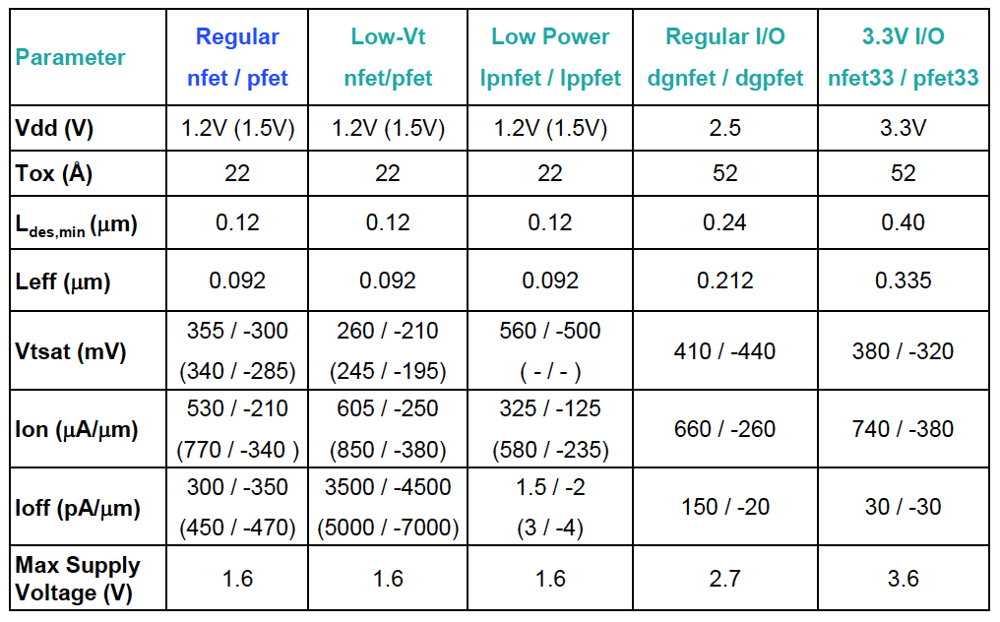 Parameter
Regular
nfet / pfet
Low-Vt
nfet/pfet
Low Power
lpnfet / lppfet
Regular I/O
dgnfet / dgpfet
3.3V I/O
nfet33 / pfet33
Vdd (V)
1.2V (1.5V)
1.2V (1.5V)
1.2V (1.5V)
2.5
3.3V
Tox (Å)
22
22
22
52
52
Ldes,min (μm)
0.12
0.12
0.12
0.24
0.40
Leff (μm)
0.092
0.092
0.092
0.212
0.335
Vtsat (mV)
355 / -300
(340 / -285)
260 / -210
(245 / -195)
560 / -500
( - / - )
410 / -440
380 / -320
Ion (μA/μm)
530 / -210
(770 / -340 )
605 / -250
(850 / -380)
325 / -125
(580 / -235)
660 / -260
740 / -380
Ioff (pA/μm)
300 / -350
(450 / -470)
3500 / -4500
(5000 / -7000)
1.5 / -2
(3 / -4)
150 / -20
30 / -30
Max Supply
Voltage (V)
1.6
1.6
1.6
2.7
3.6